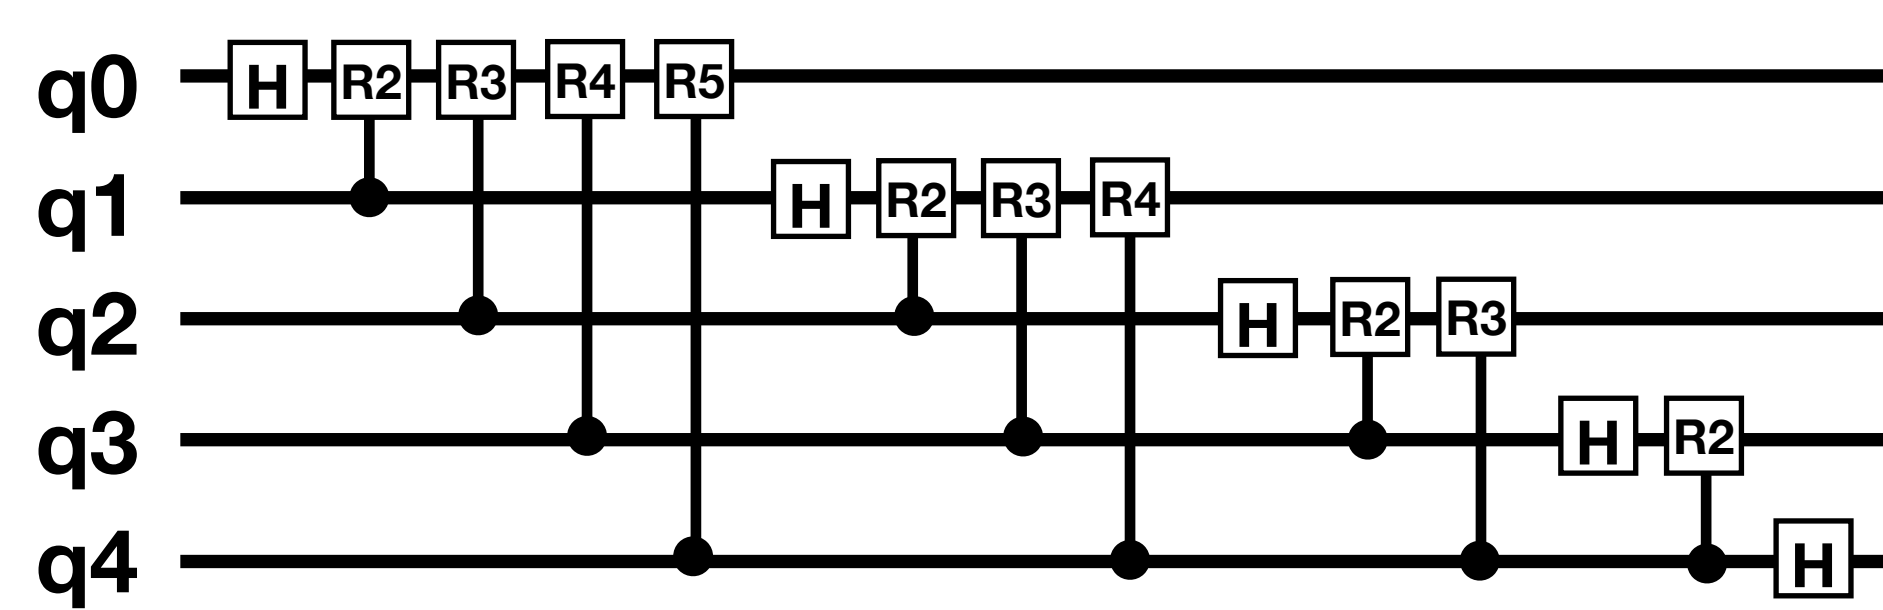 q0 H R2 R3 R4 R5
q1 H R2 R3 R4
q2 H R2 R3
q3 H R2
q4 H